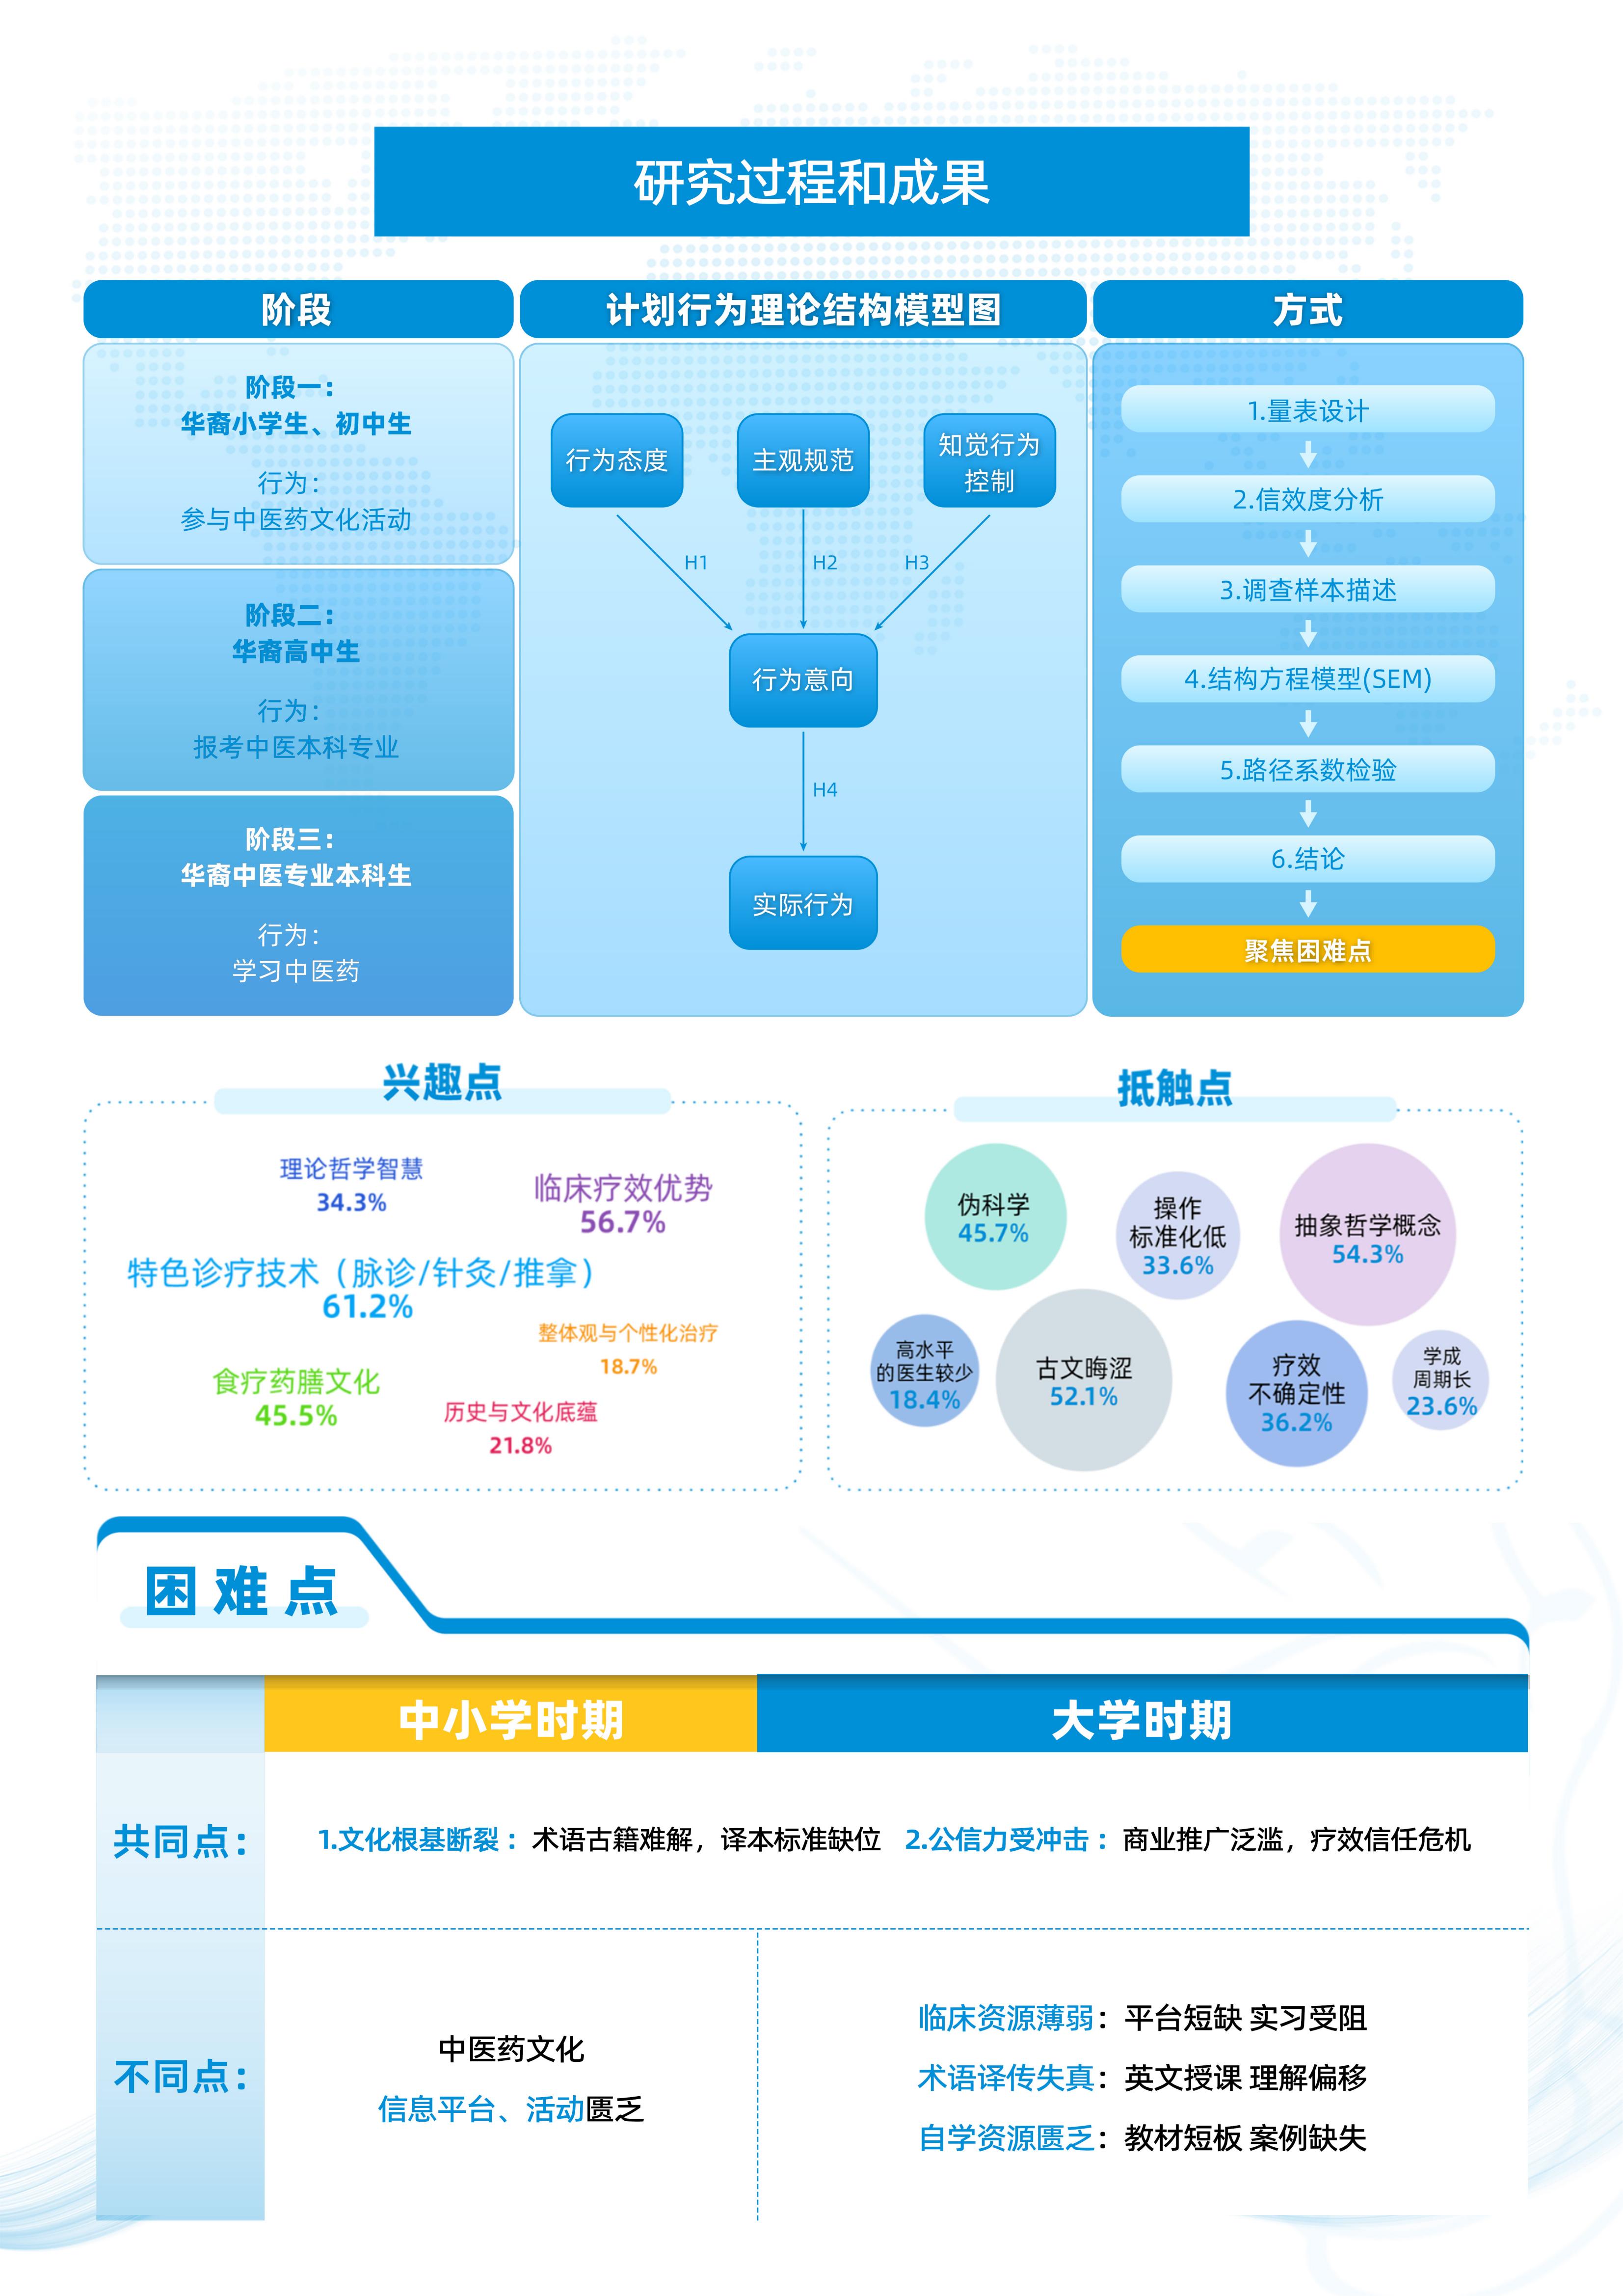 研究过程和成果
阶段
计划行为理论结构模型图
方式
阶段一：
华裔小学生、初中生
行为：
参与中医药文化活动
阶段二：
华裔高中生
行为：
报考中医本科专业
阶段三：
华裔中医专业本科生
行为：
学习中医药
行为态度
主观规范
知觉行为
控制
H1
H2
H3
行为意向
H4
实际行为
1.量表设计
2.信效度分析
3.调查样本描述
4.结构方程模型(SEM)
5.路径系数检验
6.结论
聚焦困难点
兴趣点
理论哲学智慧
34.3%
临床疗效优势
56.7%
特色诊疗技术（脉诊/针灸/推拿）
61.2%
整体观与个性化治疗
18.7%
食疗药膳文化
45.5%
历史与文化底蕴
21.8%
抵触点
伪科学
45.7%
操作
标准化低
33.6%
抽象哲学概念
54.3%
高水平
的医生较少
18.4%
古文晦涩
52.1%
疗效
不确定性
36.2%
学成
周期长
23.6%
困难点
中小学时期
大学时期
共同点：
1.文化根基断裂： 术语古籍难解，译本标准缺位 2.公信力受冲击： 商业推广泛滥，疗效信任危机
不同点：
中医药文化
信息平台、活动匮乏
临床资源薄弱：平台短缺 实习受阻
术语译传失真：英文授课 理解偏移
自学资源匮乏：教材短板 案例缺失